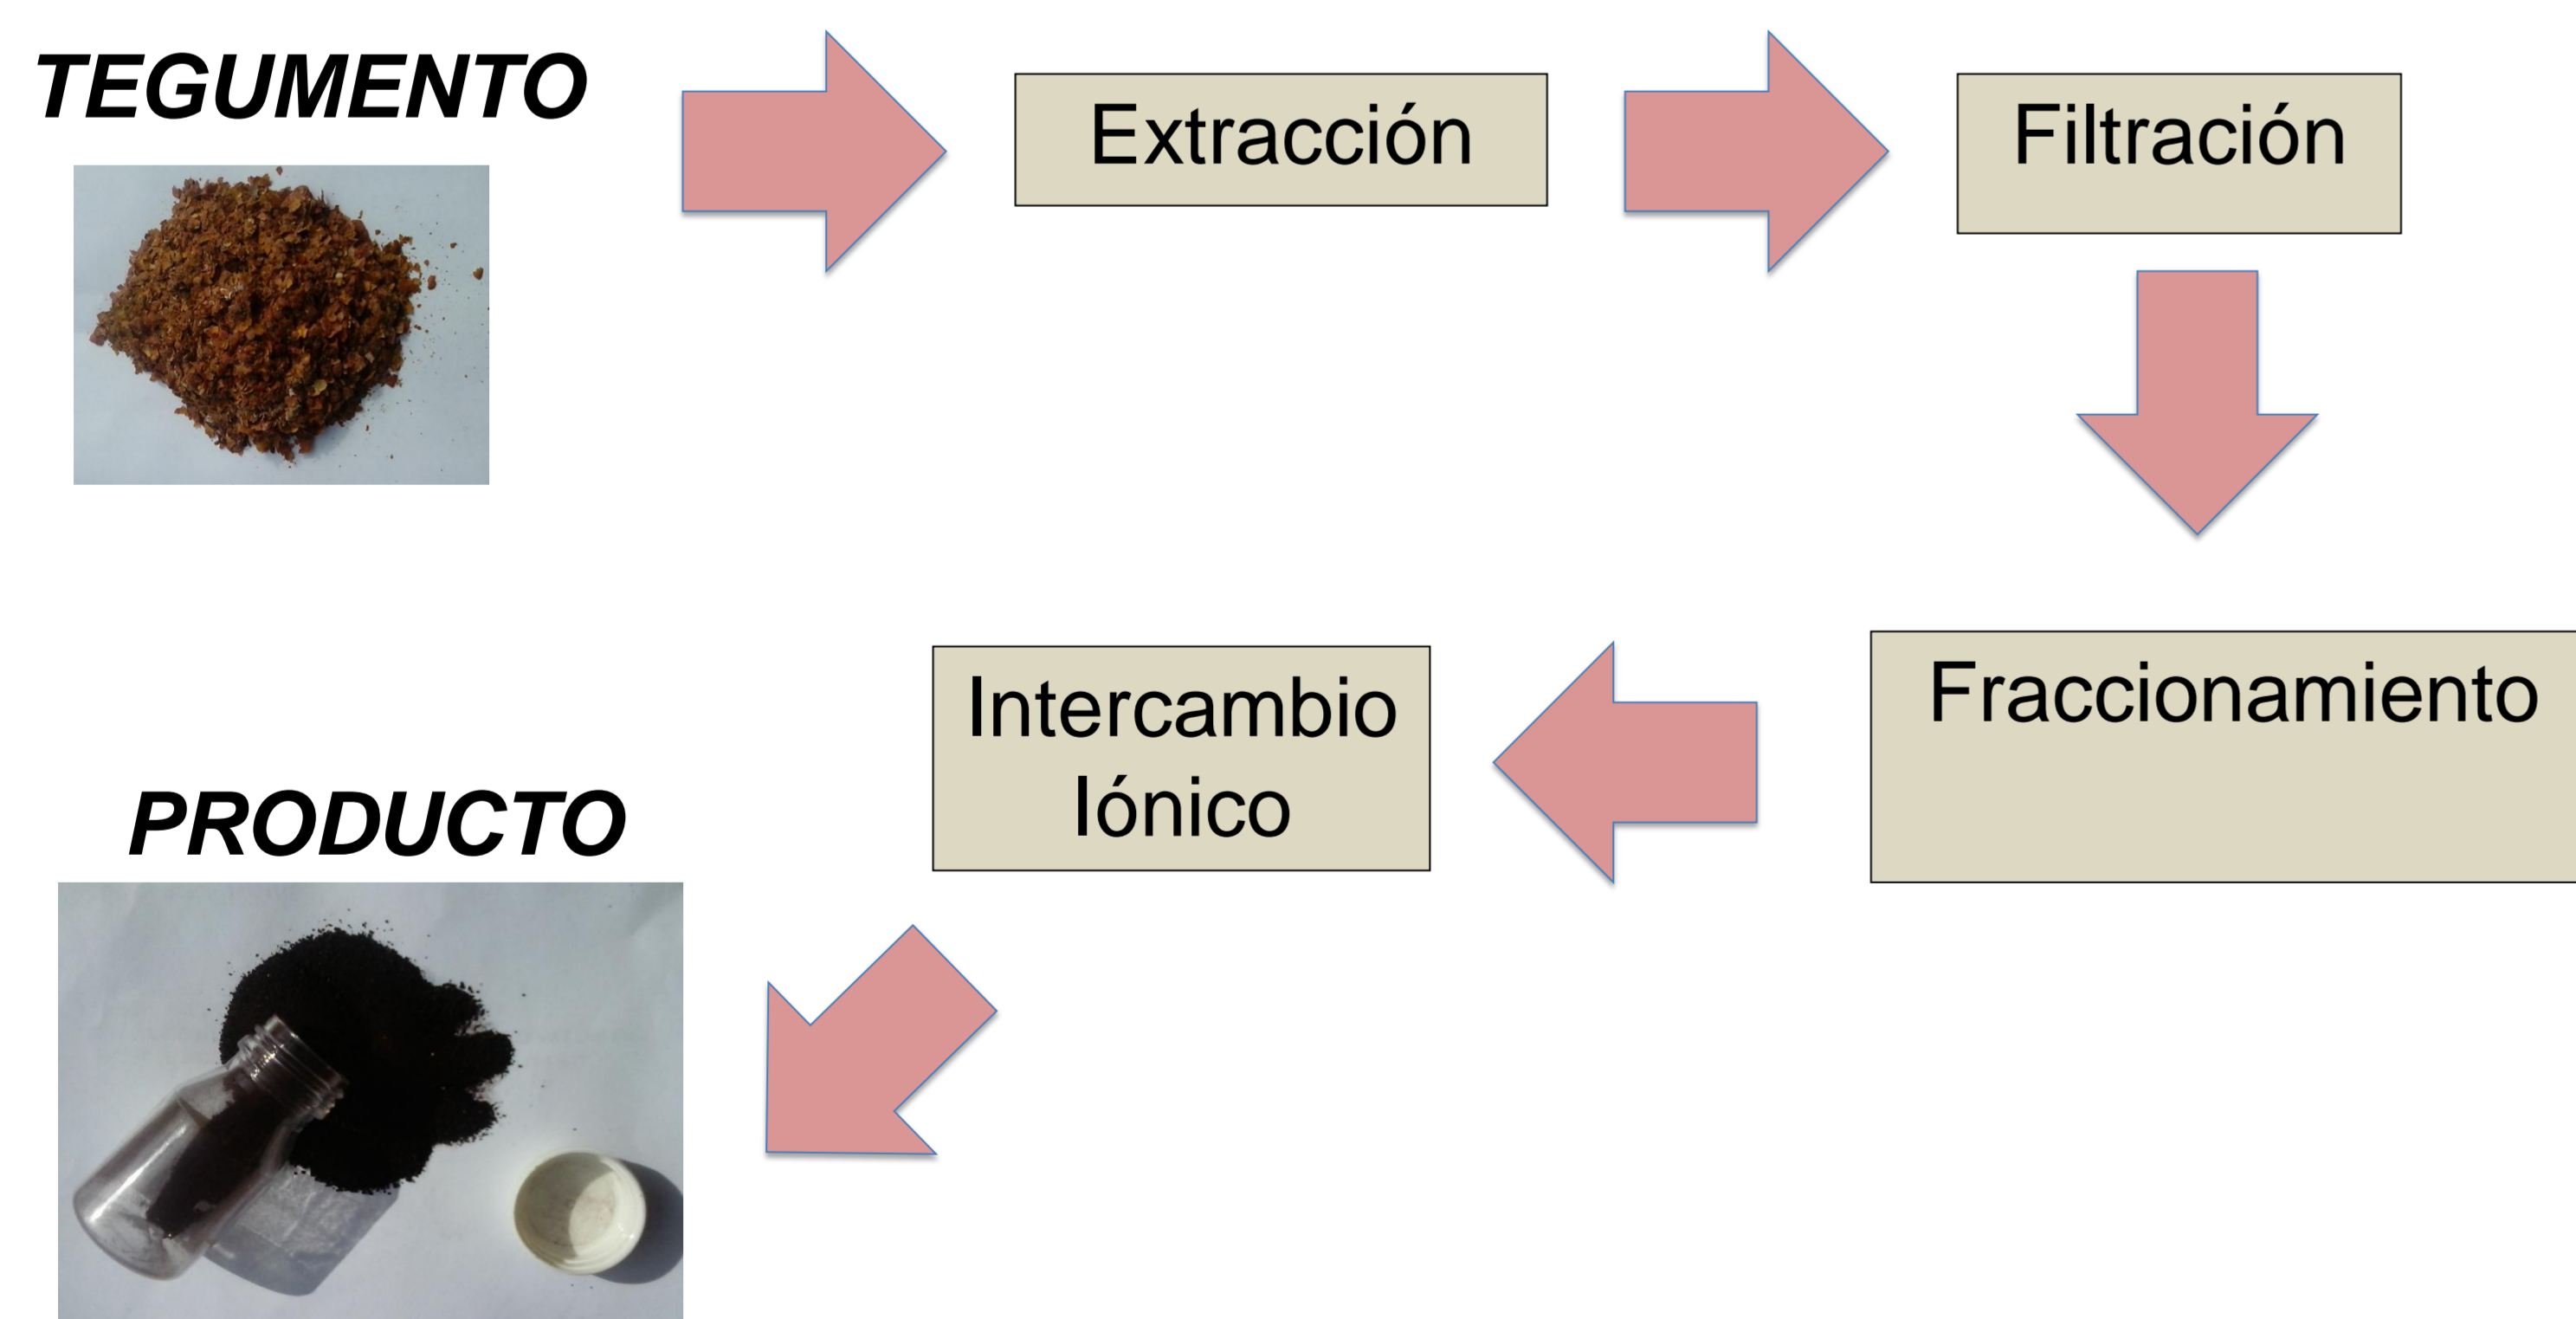 TEGUMENTO
Extracción
Filtración
Fraccionamiento
Intercambio
Iónico
PRODUCTO